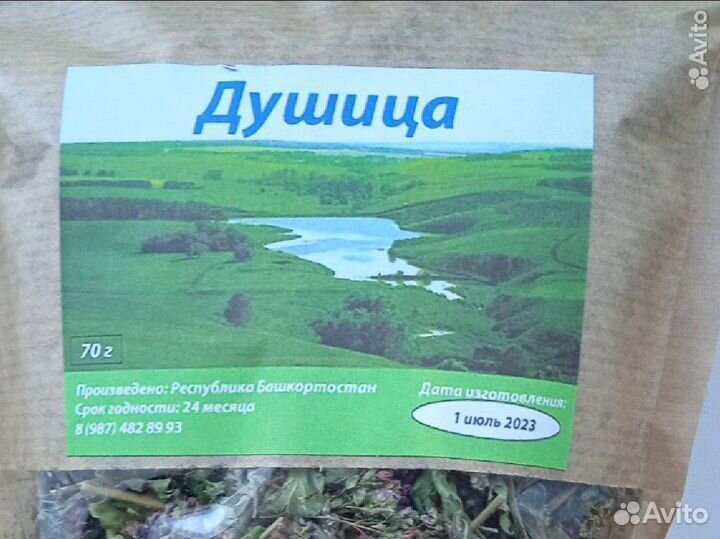 Avito
Душица
70 г
Произведено: Республика Башкортостан
Срок годности: 24 месяца
8 (987) 482 89 93
Дата изготовления:
1 июль 2023
Avito